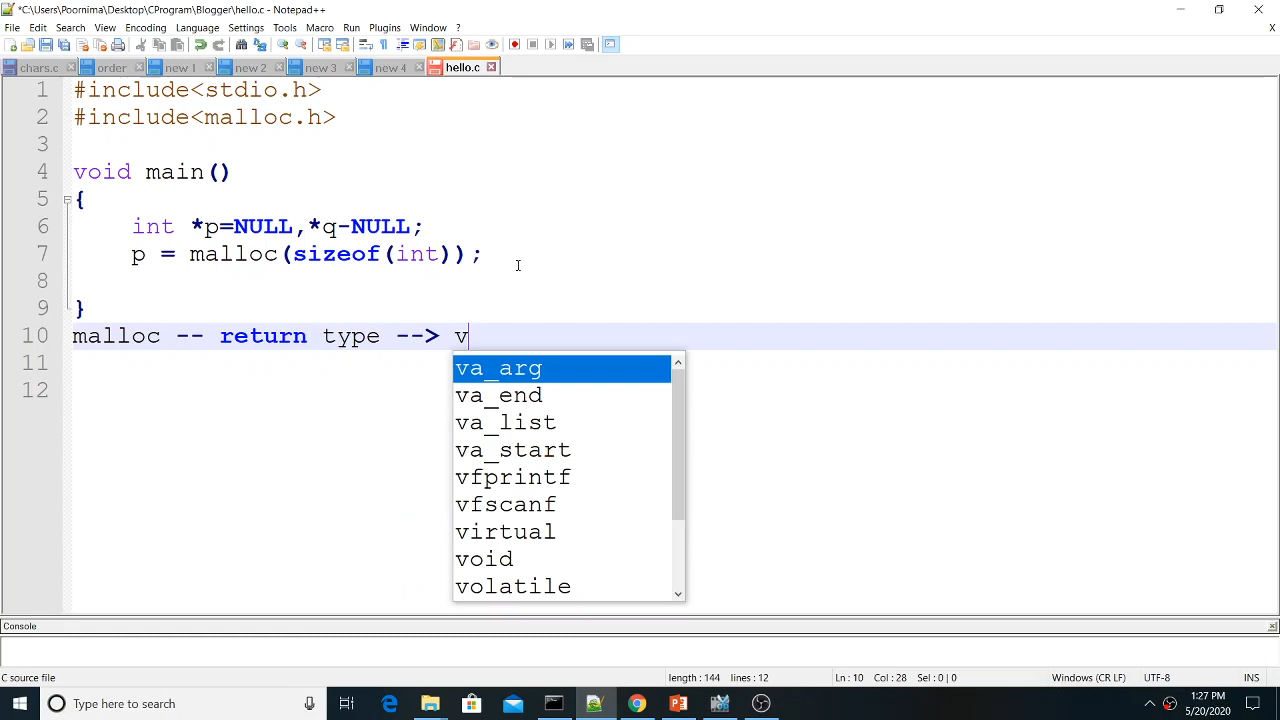 *C:\Users\Poornima\Desktop\CProgram\Blogger\hello.c - Notepad++
File Edit Search View Encoding Language Settings Tools Macro Run Plugins Window ?
X
chars.c order new 1 new 2 new 3 new 4 hello.c
1 #include<stdio.h>
2 #include<malloc.h>
3
4 void main()
5 {
6 int *p=NULL,*q-NULL;
7 p = malloc(sizeof(int));
8
9 }
10 malloc -- return type --> v
11
12
va_arg
va_end
va_list
va_start
vfprintf
vfscanf
virtual
void
volatile
Console
C source file length : 144 lines : 12 Ln : 10 Col : 28 Sel : 0 | 0 Windows (CR LF) UTF-8 INS
Type here to search
1:27 PM
5/20/2020